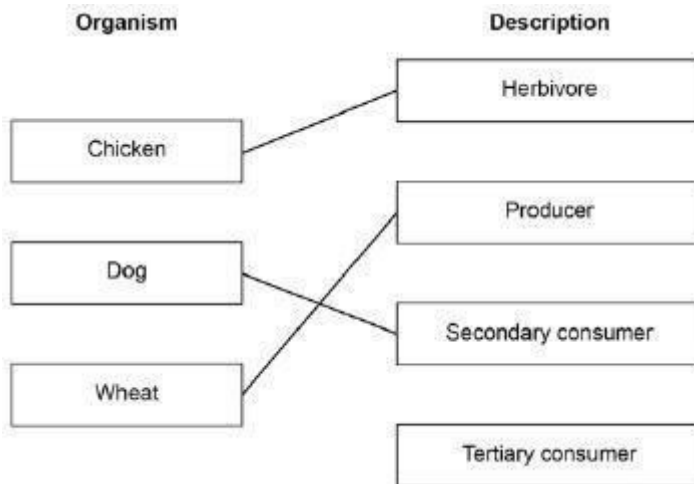 Organism
Description
Herbivore
Chicken
Producer
Dog
Secondary consumer
Wheat
Tertiary consumer